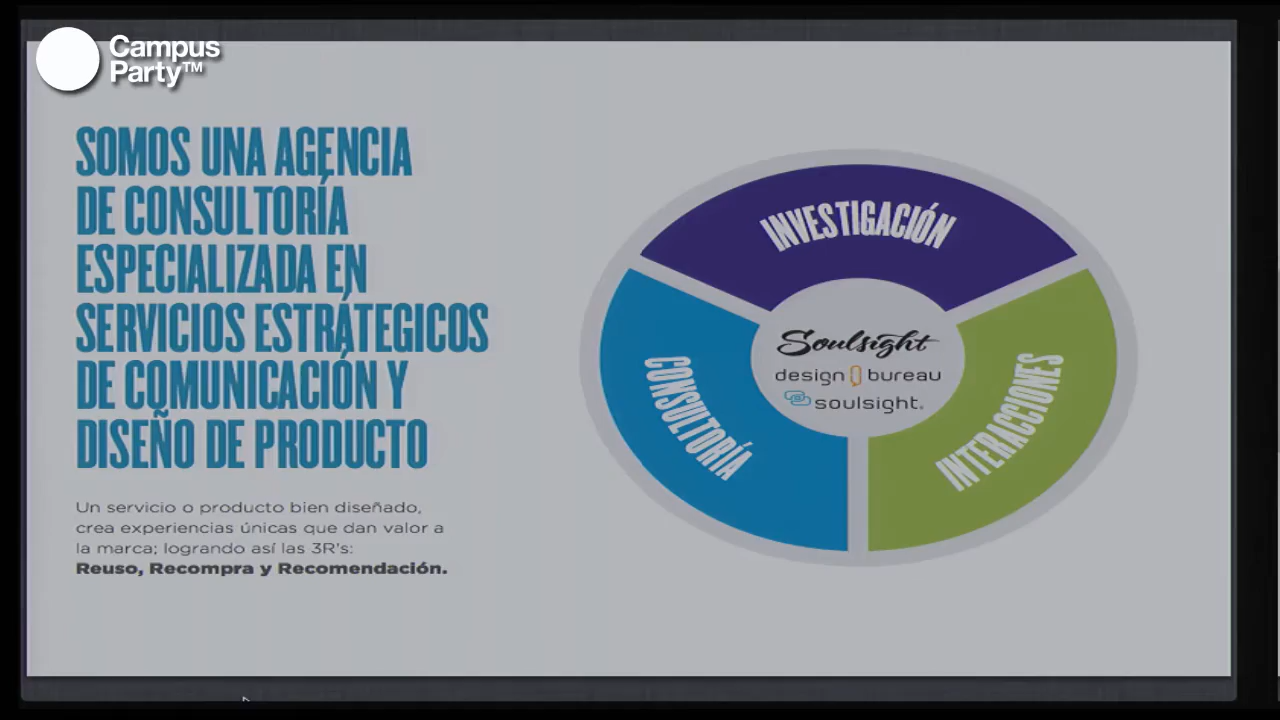 Campus
Party™
SOMOS UNA AGENCIA
DE CONSULTORÍA
ESPECIALIZADA EN
SERVICIOS ESTRÁTEGICOS
DE COMUNICACIÓN Y
DISEÑO DE PRODUCTO
Un servicio o producto bien diseñado,
crea experiencias únicas que dan valor a
la marca; logrando así las 3R's:
Reuso, Recompra y Recomendación.
INVESTIGACIÓN
CONSULTORÍA
INTERACCIONES
Soulsight
design bureau
soulsight.